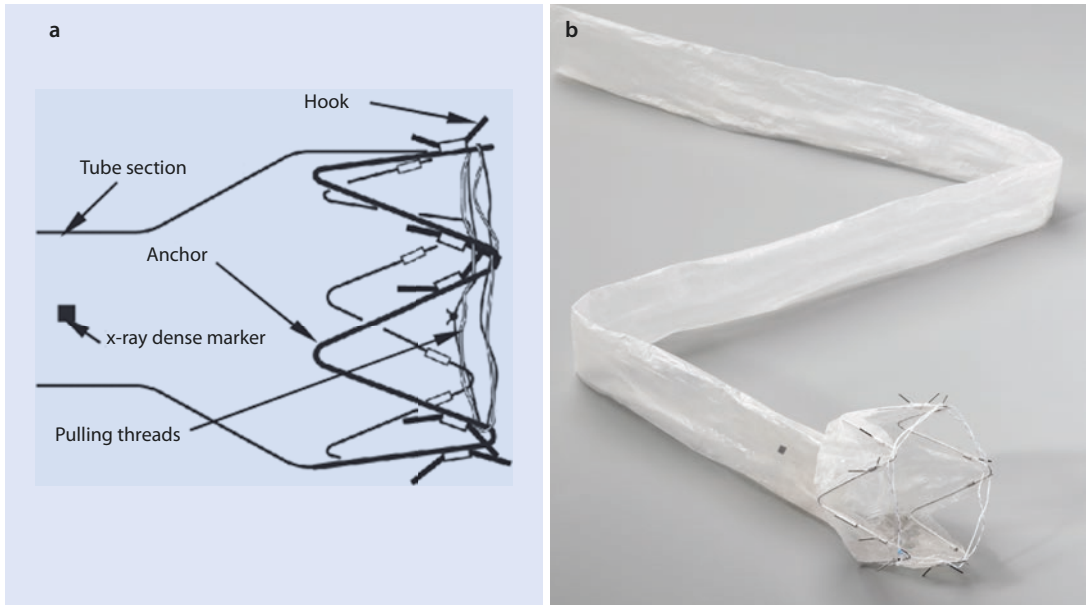 a
Hook
Tube section
Anchor
x-ray dense marker
Pulling threads
b